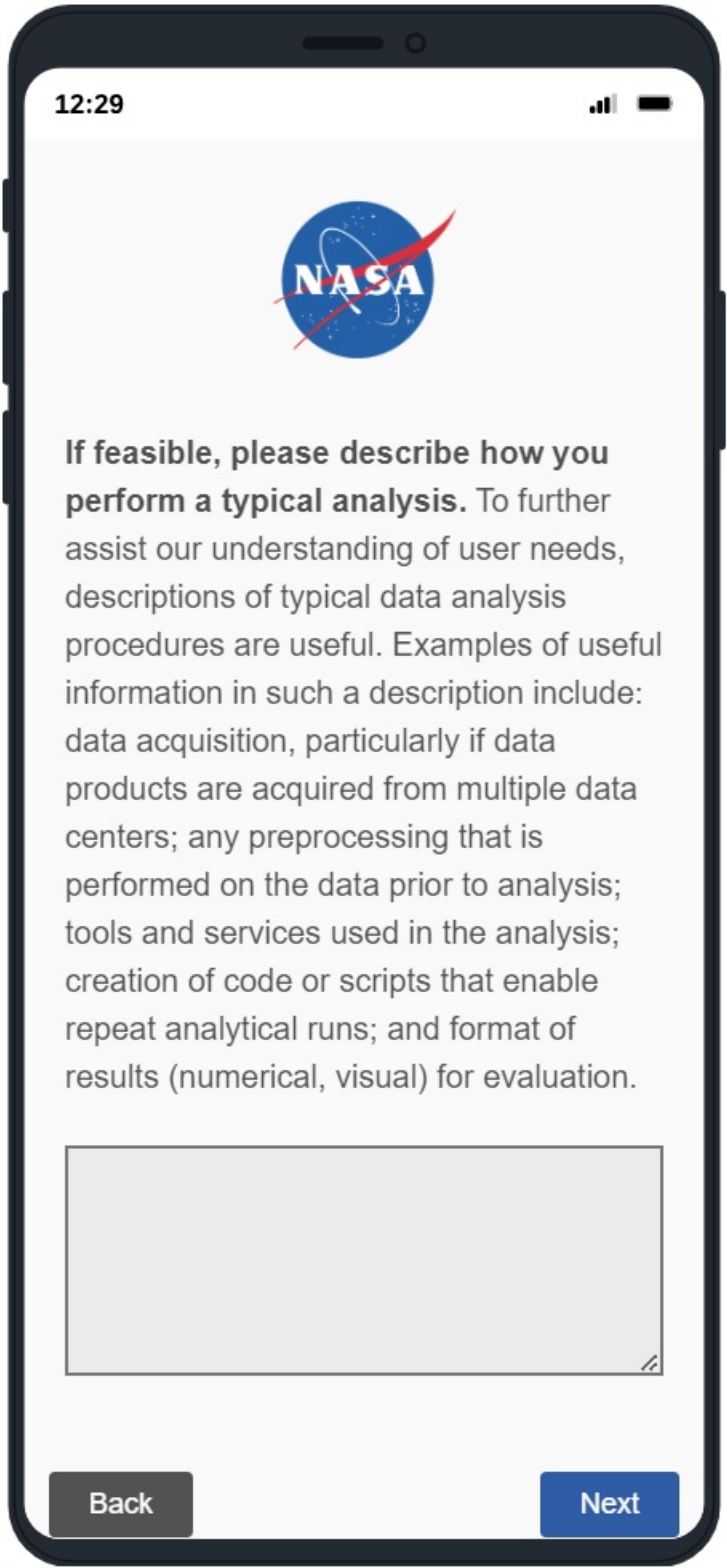 12:29
NASA
If feasible, please describe how you
perform a typical analysis. To further
assist our understanding of user needs,
descriptions of typical data analysis
procedures are useful. Examples of useful
information in such a description include:
data acquisition, particularly if data
products are acquired from multiple data
centers; any preprocessing that is
performed on the data prior to analysis;
tools and services used in the analysis;
creation of code or scripts that enable
repeat analytical runs; and format of
results (numerical, visual) for evaluation.
Back
Next